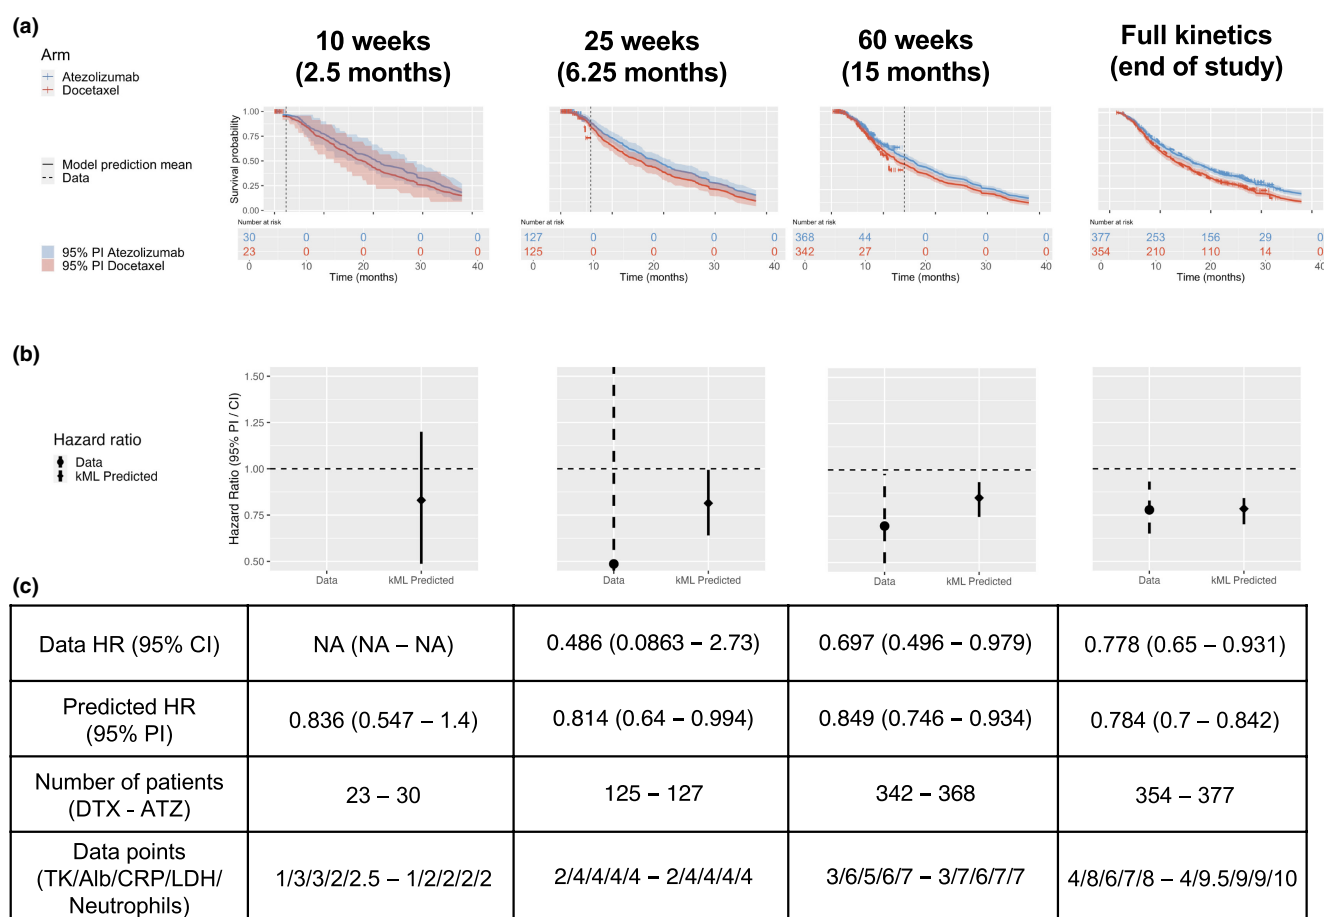 (a)
Arm
Atezolizumab
Docetaxel
Model prediction mean
Data
95% PI Atezolizumab
95% PI Docetaxel
10 weeks
(2.5 months)
25 weeks
(6.25 months)
60 weeks
(15 months)
Full kinetics
(end of study)
Survival probability
1.00
0.75
0.50
0.25
0.00
Number at risk
30 0 0 0 0
23 0 0 0 0
0 10 20 30 40
Time (months)
Number at risk
127 0 0 0 0
125 0 0 0 0
0 10 20 30 40
Time (months)
Number at risk
368 44 0 0 0
342 27 0 0 0
0 10 20 30 40
Time (months)
Number at risk
377 253 156 29 0
354 210 110 14 0
0 10 20 30 40
Time (months)
(b)
Hazard ratio
Data
kML Predicted
Hazard Ratio (95% PI / CI)
1.50
1.25
1.00
0.75
0.50
Data kML Predicted
Data kML Predicted
Data kML Predicted
Data kML Predicted
(c)
Data HR (95% CI) NA (NA – NA) 0.486 (0.0863 – 2.73) 0.697 (0.496 – 0.979) 0.778 (0.65 – 0.931)
Predicted HR
(95% PI) 0.836 (0.547 – 1.4) 0.814 (0.64 – 0.994) 0.849 (0.746 – 0.934) 0.784 (0.7 – 0.842)
Number of patients
(DTX - ATZ) 23 – 30 125 – 127 342 – 368 354 – 377
Data points
(TK/Alb/CRP/LDH/
Neutrophils) 1/3/3/2/2.5 – 1/2/2/2/2 2/4/4/4/4 – 2/4/4/4/4 3/6/5/6/7 – 3/7/6/7/7 4/8/6/7/8 – 4/9.5/9/9/10